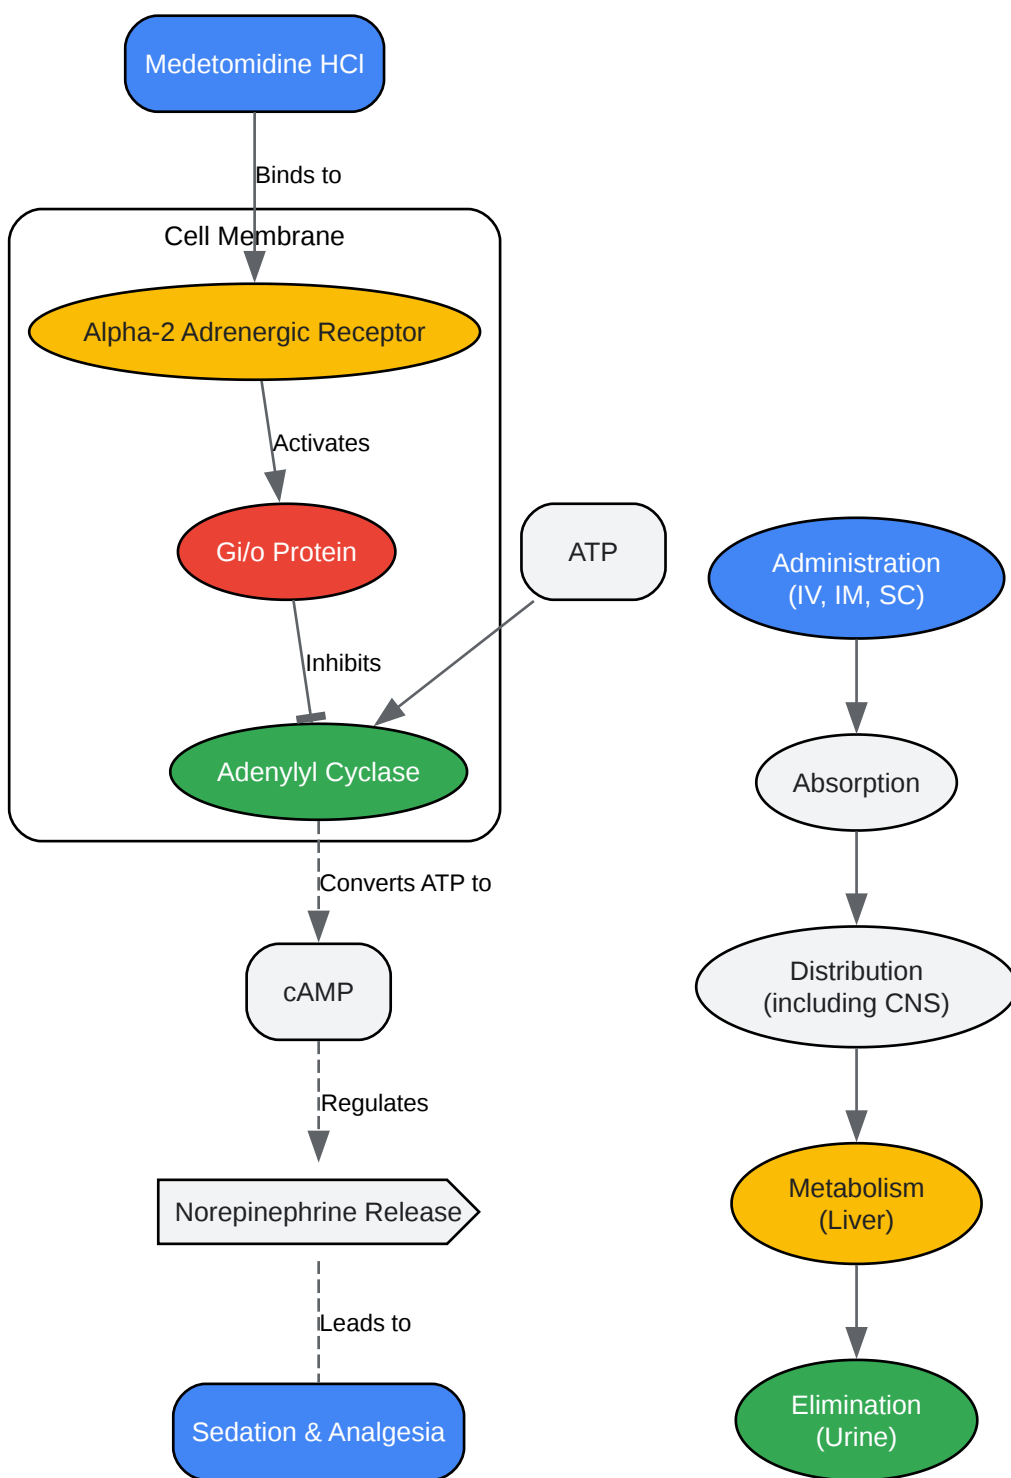 Medetomidine HCl
Binds to
Cell Membrane
Alpha-2 Adrenergic Receptor
Activates
Gi/o Protein
ATP
Inhibits
Adenylyl Cyclase
Converts ATP to
cAMP
Regulates
Norepinephrine Release
Leads to
Sedation & Analgesia
Administration
(IV, IM, SC)
Absorption
Distribution
(including CNS)
Metabolism
(Liver)
Elimination
(Urine)